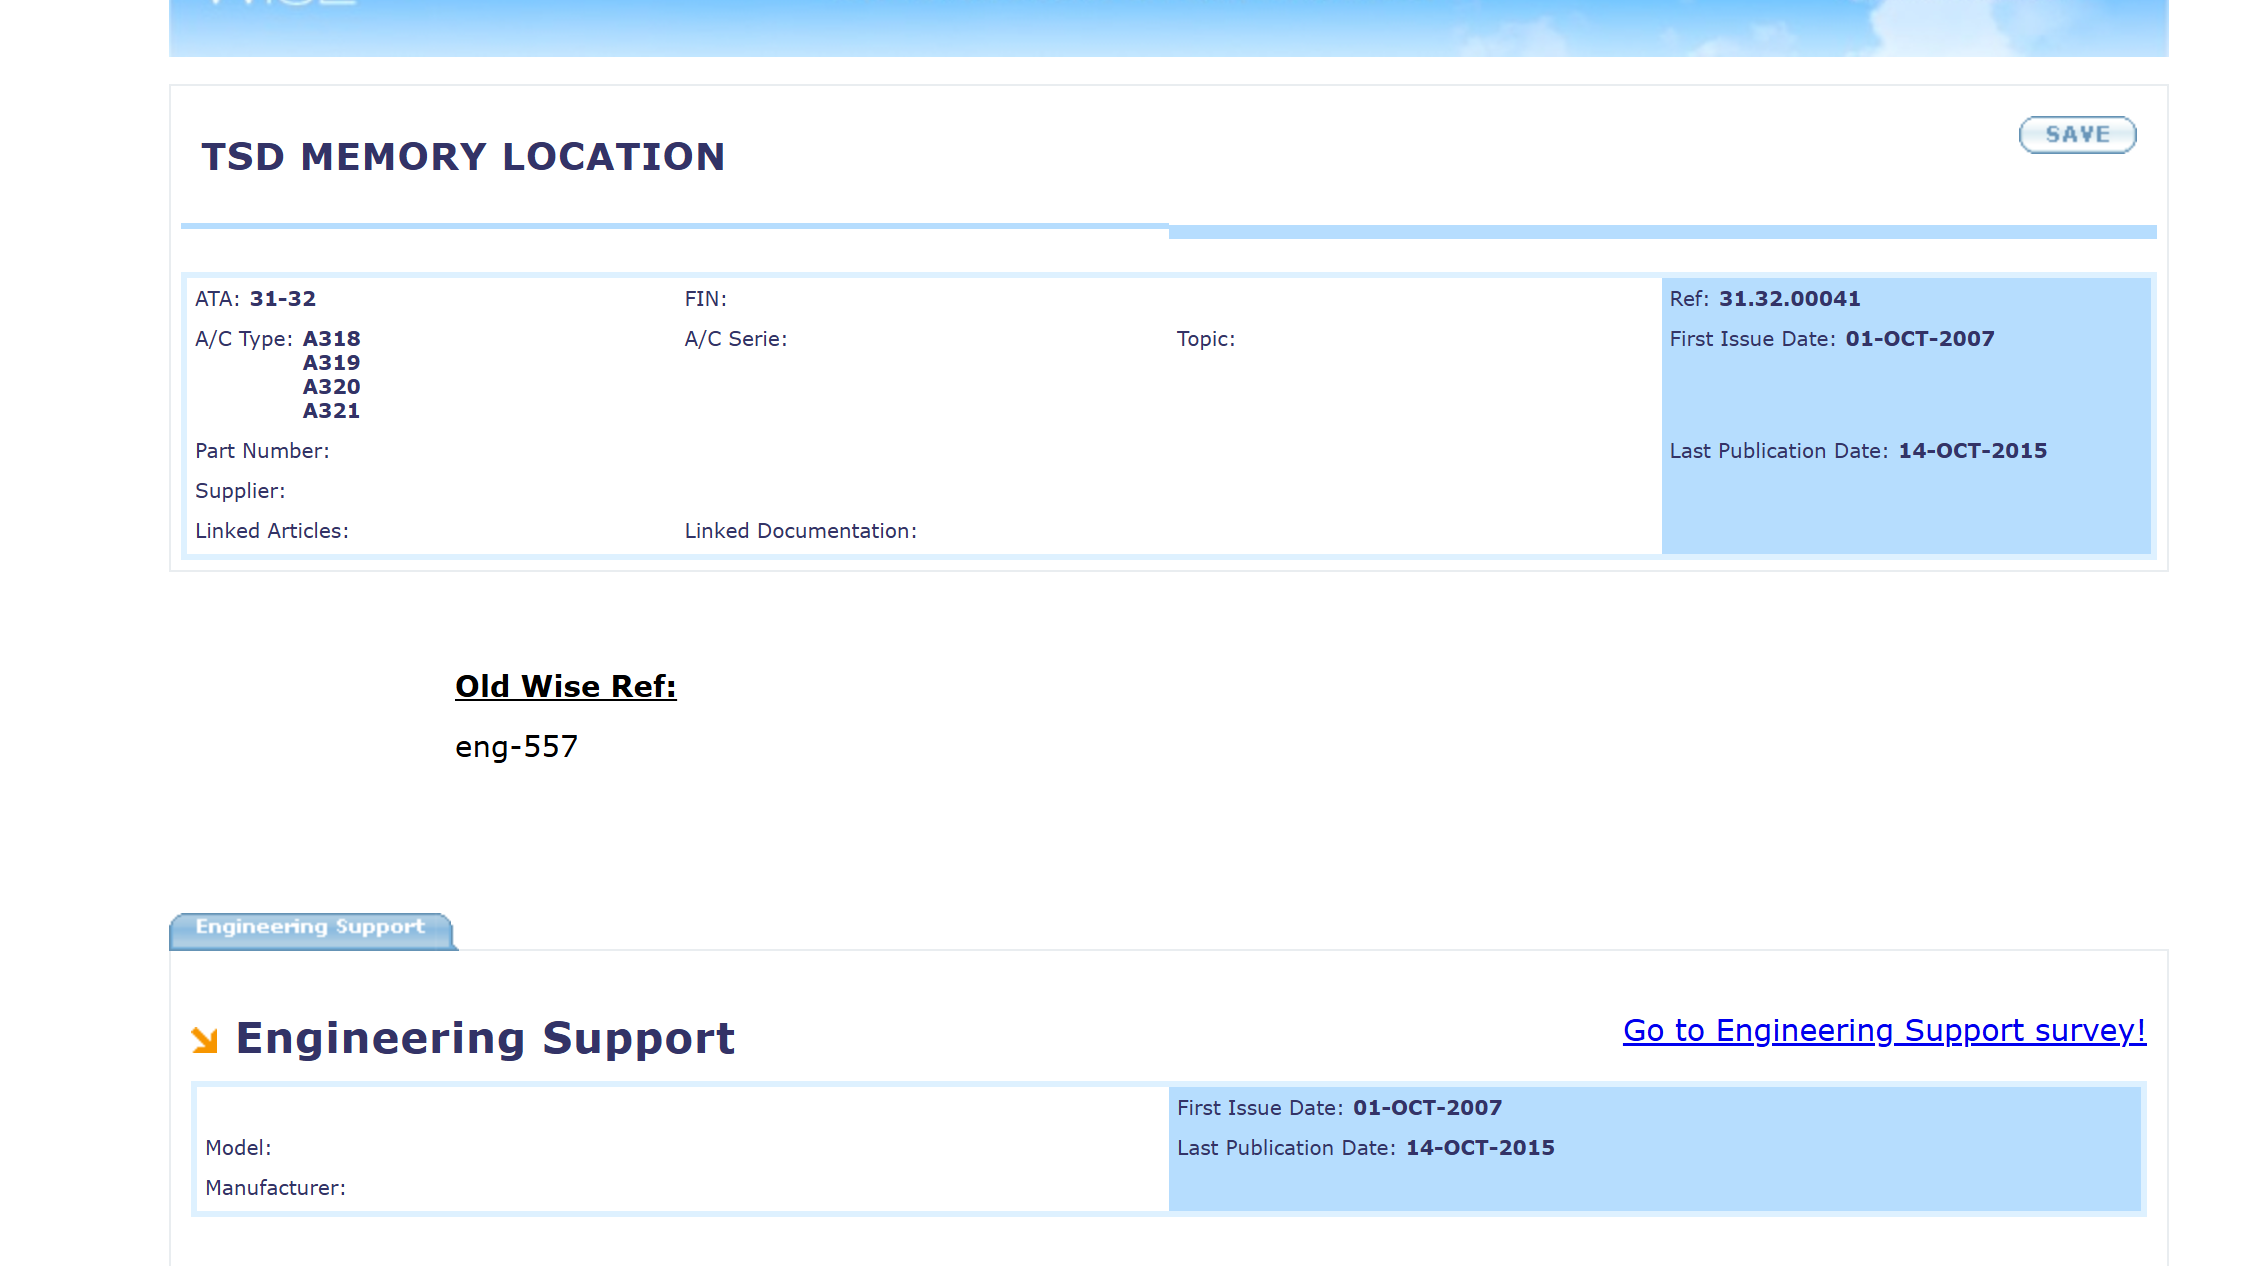 SAVE
TSD MEMORY LOCATION
ATA: 31-32 FIN: Ref: 31.32.00041
A/C Type: A318 A/C Serie: Topic: First Issue Date: 01-OCT-2007
A319
A320
A321
Part Number: Last Publication Date: 14-OCT-2015
Supplier:
Linked Articles: Linked Documentation:
Old Wise Ref:
eng-557
Engineering Support
Engineering Support Go to Engineering Support survey!
First Issue Date: 01-OCT-2007
Model: Last Publication Date: 14-OCT-2015
Manufacturer: